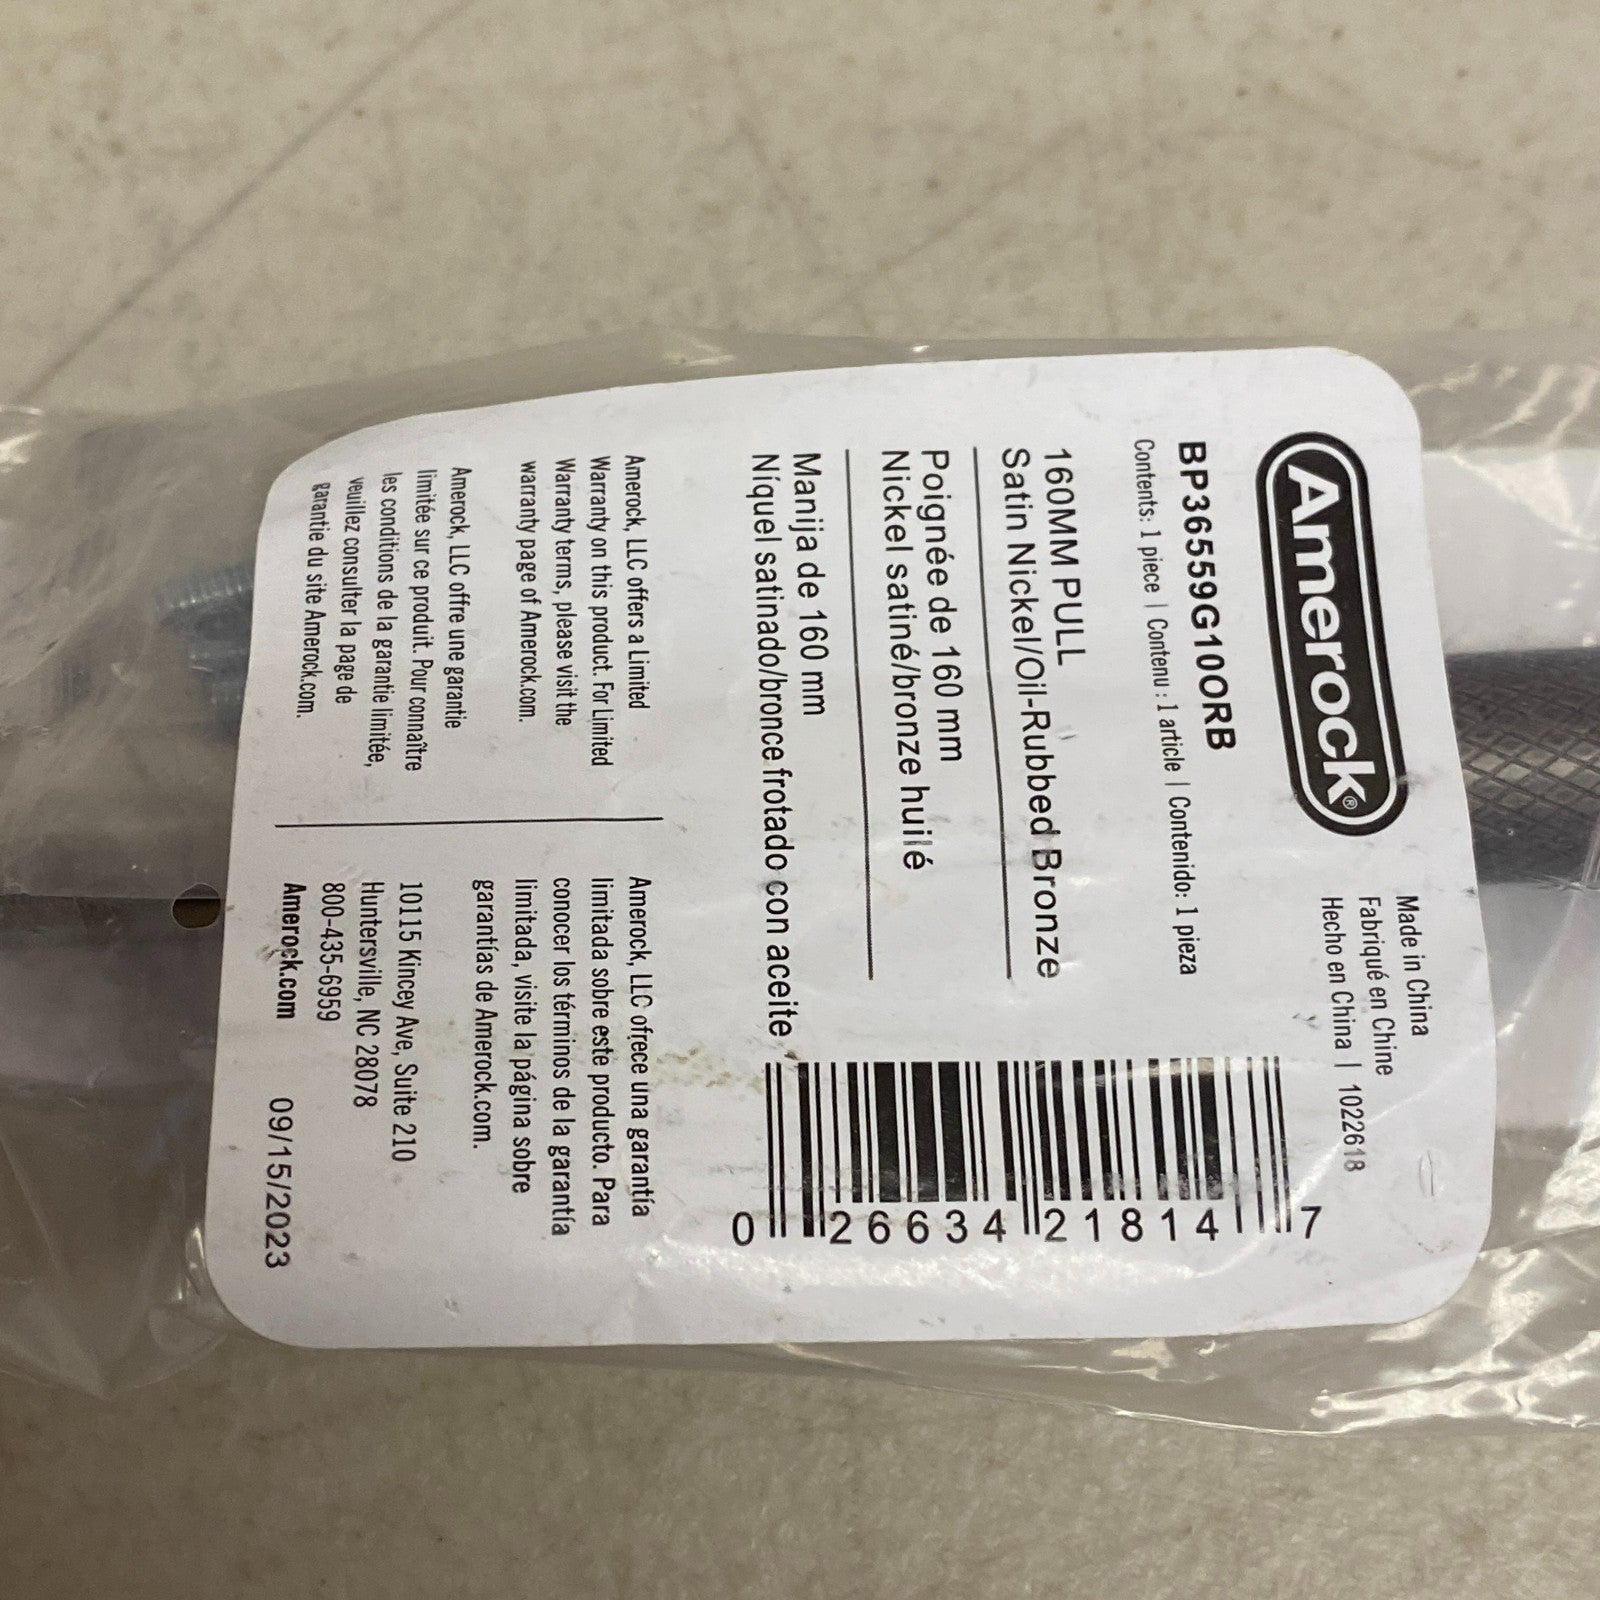 Amerock®
Made in China
Fabriqué en Chine
Hecho en China | 1022618
BP36559G10ORB
Contents: 1 piece | Contenu : 1 article | Contenido: 1 pieza
160MM PULL
Satin Nickel/Oil-Rubbed Bronze
Poignée de 160 mm
Nickel satiné/bronze huilé
Manija de 160 mm
Níquel satinado/bronce frotado con aceite
0 26634 21814 7
Amerock, LLC offers a Limited
Warranty on this product. For Limited
Warranty terms, please visit the
warranty page of Amerock.com.
Amerock, LLC offre une garantie
limitée sur ce produit. Pour connaître
les conditions de la garantie limitée,
veuillez consulter la page de
garantie du site Amerock.com.
Amerock, LLC ofrece una garantía
limitada sobre este producto. Para
conocer los términos de la garantía
limitada, visite la página sobre
garantías de Amerock.com.
10115 Kincey Ave, Suite 210
Huntersville, NC 28078
800-435-6959
Amerock.com 09/15/2023